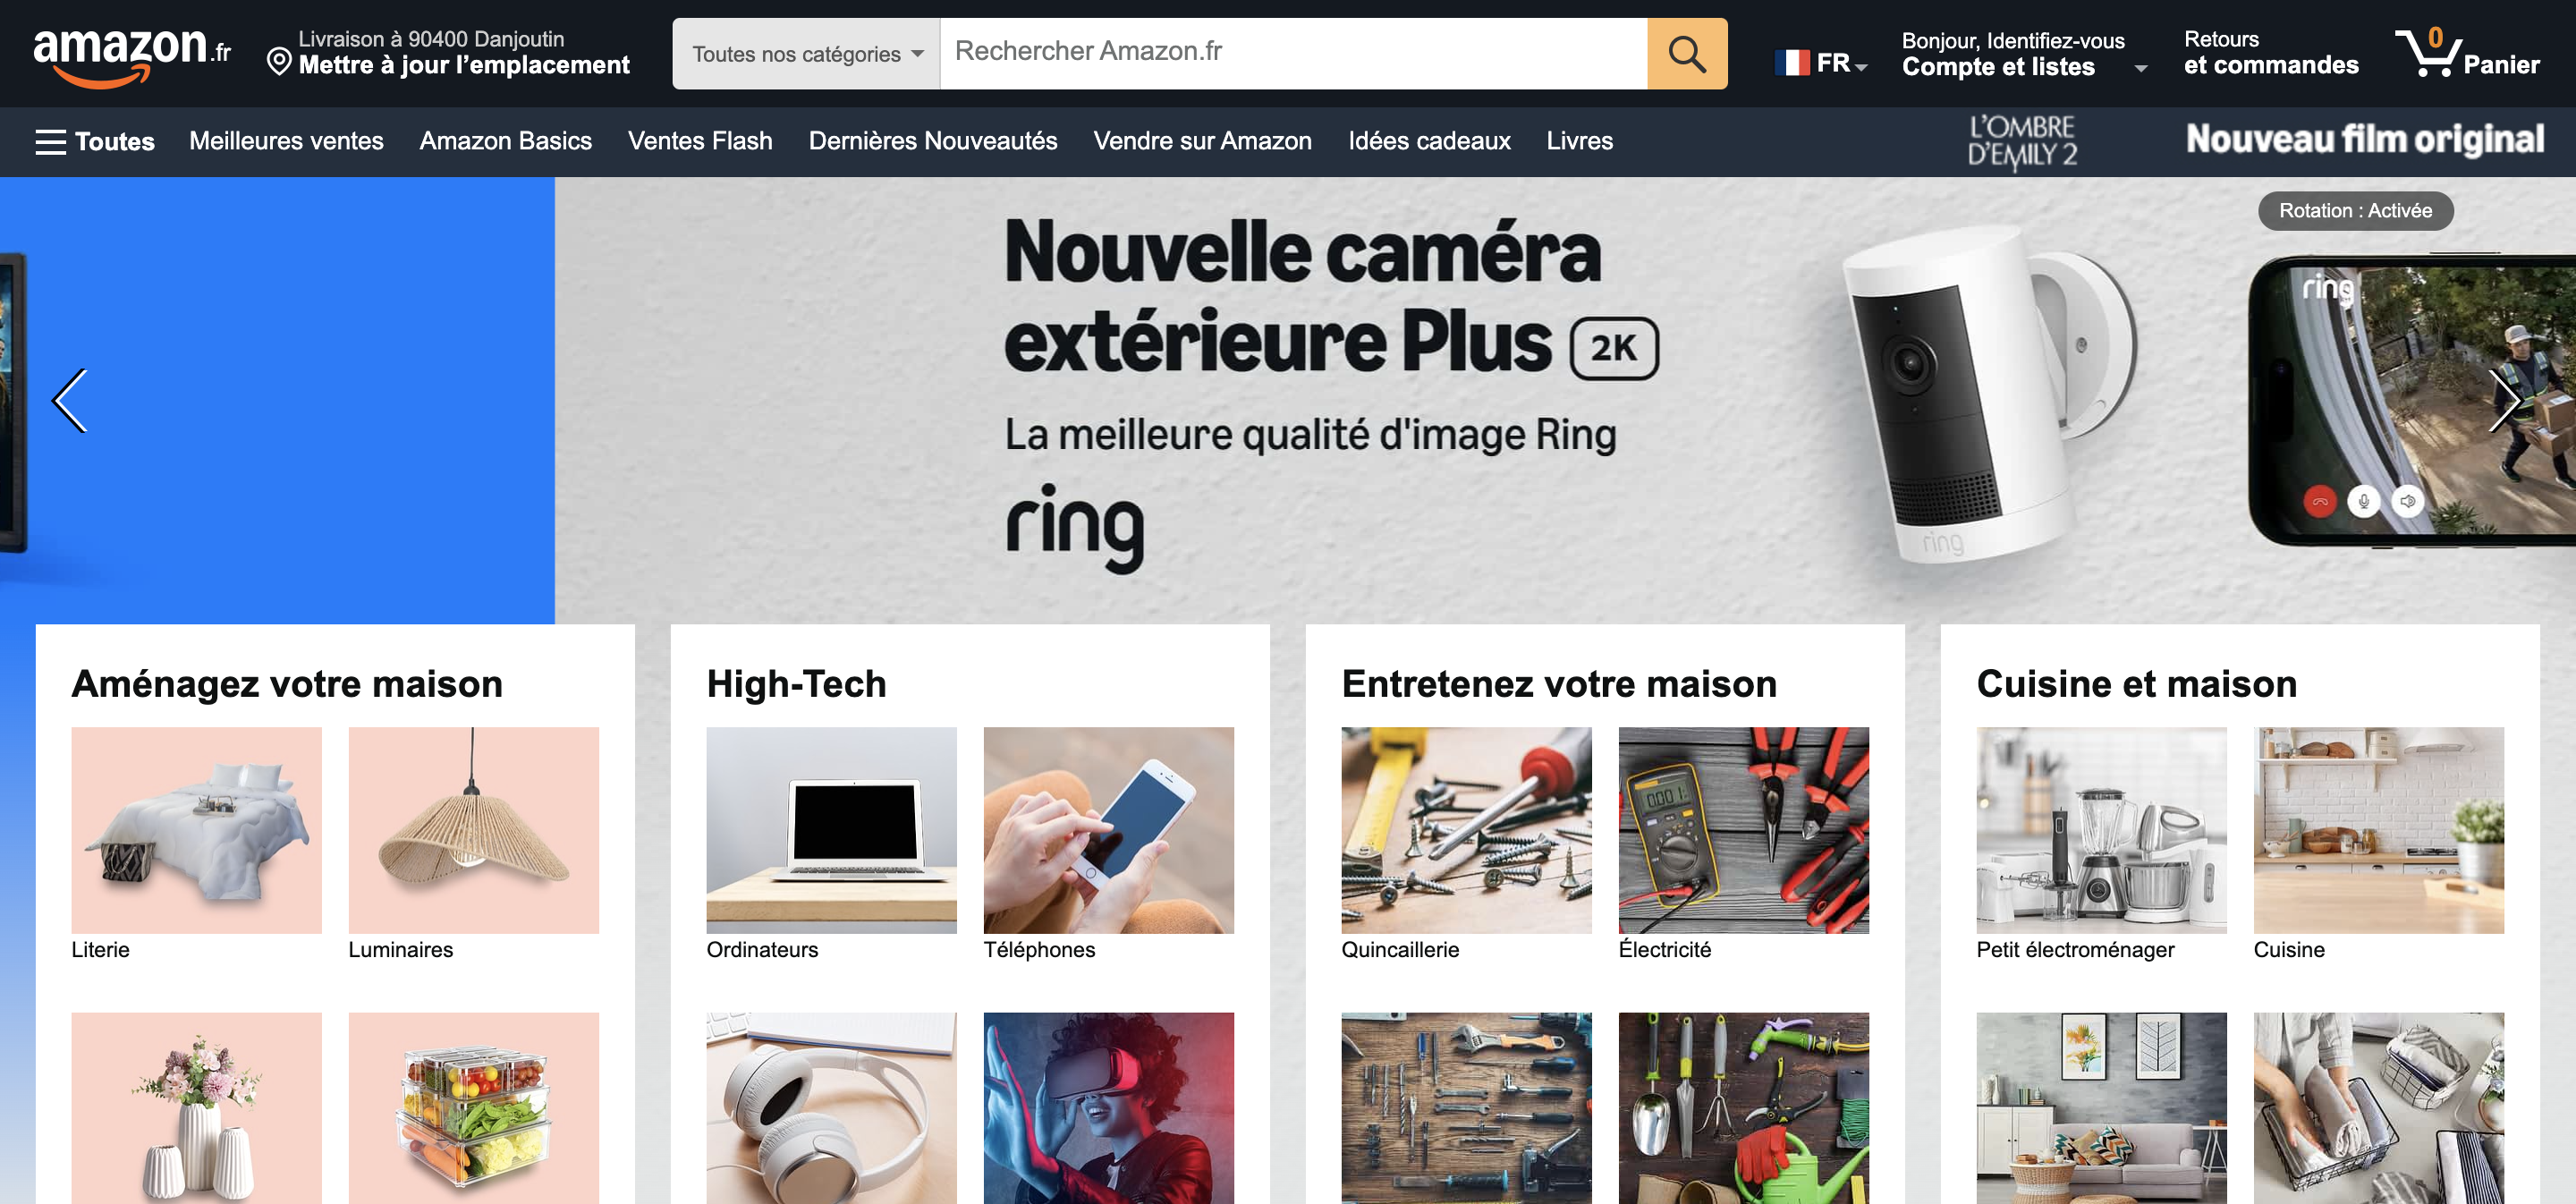 amazon.fr
Livraison à 90400 Danjoutin
Mettre à jour l’emplacement
Toutes nos catégories
Rechercher Amazon.fr
FR
Bonjour, Identifiez-vous
Compte et listes
Retours
et commandes
0
Panier
Toutes
Meilleures ventes
Amazon Basics
Ventes Flash
Dernières Nouveautés
Vendre sur Amazon
Idées cadeaux
Livres
L'OMBRE
D'EMILY 2
Nouveau film original
Rotation : Activée
Nouvelle caméra
extérieure Plus 2K
La meilleure qualité d'image Ring
ring
ring
ring
Aménagez votre maison
Literie
Luminaires
High-Tech
Ordinateurs
Téléphones
Entretenez votre maison
0.001
Quincaillerie
Électricité
Cuisine et maison
Petit électroménager
Cuisine